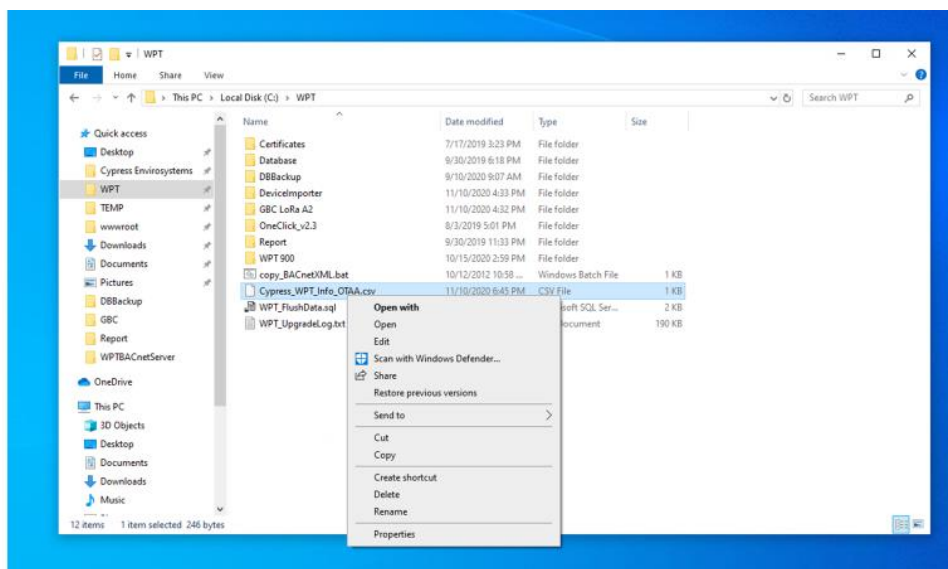 WPT
File Home Share View
This PC > Local Disk (C:) > WPT
Search WPT
Quick access
Desktop
Cypress Envirosystems
WPT
TEMP
wwwroot
Downloads
Documents
Pictures
DBBackup
GBC
Report
WPTBACnetServer
OneDrive
This PC
3D Objects
Desktop
Documents
Downloads
Music
Name Date modified Type Size
Certificates 7/17/2019 3:23 PM File folder
Database 9/30/2019 6:18 PM File folder
DBBackup 9/10/2020 9:07 AM File folder
DeviceImporter 11/10/2020 4:33 PM File folder
GBC LoRa A2 11/10/2020 4:32 PM File folder
OneClick_v2.3 8/3/2019 5:01 PM File folder
Report 9/30/2019 11:33 PM File folder
WPT 900 10/15/2020 2:59 PM File folder
copy_BACnetXML.bat 10/12/2012 10:58 ... Windows Batch File 1 KB
Cypress_WPT_Info_OTAA.csv 11/10/2020 6:45 PM CSV File 1 KB
WPT_FlushData.sql soft SQL Ser... 2 KB
WPT_UpgradeLog.txt ocument 190 KB
Open with
Open
Edit
Scan with Windows Defender...
Share
Restore previous versions
Send to
Cut
Copy
Create shortcut
Delete
Rename
Properties
12 items 1 item selected 246 bytes